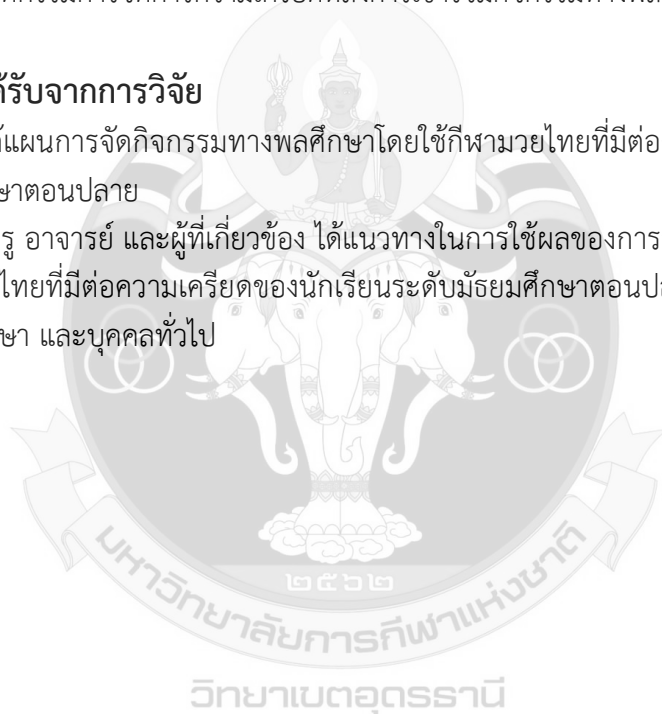 ด้รับจากการวิจัย
ด้แผนการจัดกิจกรรมทางพลศึกษาโดยใช้กีฬามวยไทยที่มีต่อ
ษาตอนปลาย
รู อาจารย์ และผู้ที่เกี่ยวข้อง ได้แนวทางในการใช้ผลของการ
ไทยที่มีต่อความเครียดของนักเรียนระดับมัธยมศึกษาตอนปล
ษา และบุคคลทั่วไป
๒๕๖๒
มหาวิทยาลัยการกีฬาแห่งชาติ
วิทยาเขตอุดรธานี